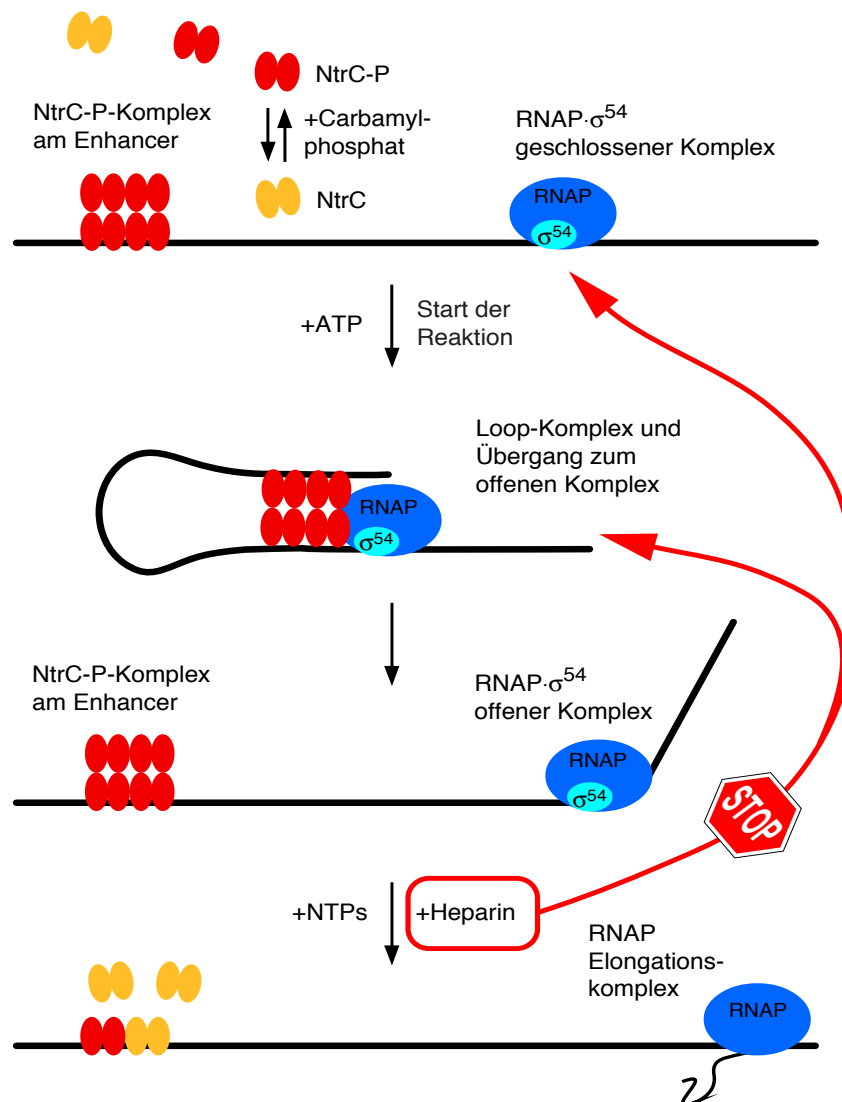 NtrC-P
NtrC-P-Komplex
am Enhancer
+Carbamyl-
phosphat
NtrC
RNAP·σ⁵⁴
geschlossener Komplex
RNAP
σ⁵⁴
+ATP
Start der
Reaktion
Loop-Komplex und
Übergang zum
offenen Komplex
RNAP
σ⁵⁴
NtrC-P-Komplex
am Enhancer
RNAP·σ⁵⁴
offener Komplex
RNAP
σ⁵⁴
STOP
+NTPs
+Heparin
RNAP
Elongations-
komplex
RNAP